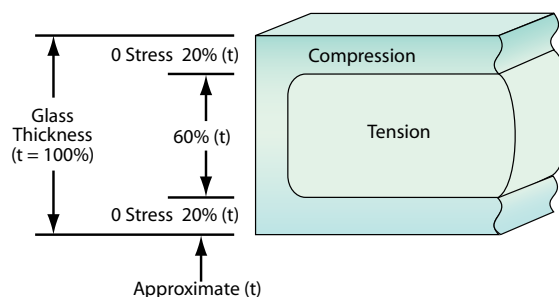 0 Stress 20% (t)
Compression
Glass
Thickness
(t = 100%)
60% (t)
Tension
0 Stress 20% (t)
Approximate (t)